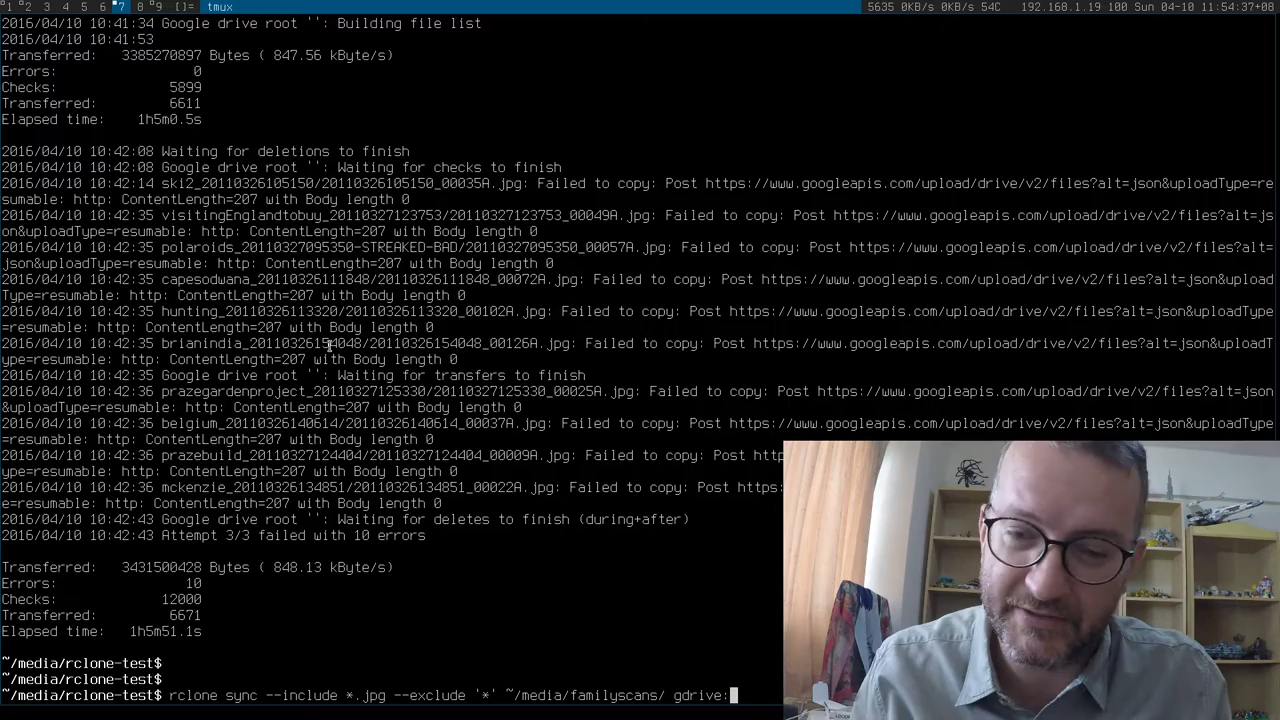 1 2 3 4 5 6 7 8 9 []= tmux 5635 0KB/s 0KB/s 54C 192.168.1.19 100 Sun 04-10 11:54:37+08
2016/04/10 10:41:34 Google drive root '': Building file list
2016/04/10 10:41:53
Transferred: 3385270897 Bytes ( 847.56 kByte/s)
Errors: 0
Checks: 5899
Transferred: 6611
Elapsed time: 1h5m0.5s
2016/04/10 10:42:08 Waiting for deletions to finish
2016/04/10 10:42:08 Google drive root '': Waiting for checks to finish
2016/04/10 10:42:14 ski2_20110326105150/20110326105150_00035A.jpg: Failed to copy: Post https://www.googleapis.com/upload/drive/v2/files?alt=json&uploadType=re
sumable: http: ContentLength=207 with Body length 0
2016/04/10 10:42:35 visitingEnglandtobuy_20110327123753/20110327123753_00049A.jpg: Failed to copy: Post https://www.googleapis.com/upload/drive/v2/files?alt=js
on&uploadType=resumable: http: ContentLength=207 with Body length 0
2016/04/10 10:42:35 polaroids_20110327095350-STREAKED-BAD/20110327095350_00057A.jpg: Failed to copy: Post https://www.googleapis.com/upload/drive/v2/files?alt=
json&uploadType=resumable: http: ContentLength=207 with Body length 0
2016/04/10 10:42:35 capesodwana_20110326111848/20110326111848_00072A.jpg: Failed to copy: Post https://www.googleapis.com/upload/drive/v2/files?alt=json&upload
Type=resumable: http: ContentLength=207 with Body length 0
2016/04/10 10:42:35 hunting_20110326113320/20110326113320_00102A.jpg: Failed to copy: Post https://www.googleapis.com/upload/drive/v2/files?alt=json&uploadType
=resumable: http: ContentLength=207 with Body length 0
2016/04/10 10:42:35 brianindia_20110326154048/20110326154048_00126A.jpg: Failed to copy: Post https://www.googleapis.com/upload/drive/v2/files?alt=json&uploadT
ype=resumable: http: ContentLength=207 with Body length 0
2016/04/10 10:42:35 Google drive root '': Waiting for transfers to finish
2016/04/10 10:42:35 prazegardenproject_20110327125330/20110327125330_00025A.jpg: Failed to copy: Post https://www.googleapis.com/upload/drive/v2/files?alt=json
&uploadType=resumable: http: ContentLength=207 with Body length 0
2016/04/10 10:42:36 belgium_20110326140614/20110326140614_00037A.jpg: Failed to copy: Post https://www.googleapis.com/upload/drive/v2/files?alt=json&uploadType
=resumable: http: ContentLength=207 with Body length 0
2016/04/10 10:42:36 prazebuild_20110327124404/20110327124404_00009A.jpg: Failed to copy: Post http
ype=resumable: http: ContentLength=207 with Body length 0
2016/04/10 10:42:36 mckenzie_20110326134851/20110326134851_00022A.jpg: Failed to copy: Post https:
e=resumable: http: ContentLength=207 with Body length 0
2016/04/10 10:42:43 Google drive root '': Waiting for deletes to finish (during+after)
2016/04/10 10:42:43 Attempt 3/3 failed with 10 errors
Transferred: 3431500428 Bytes ( 848.13 kByte/s)
Errors: 10
Checks: 12000
Transferred: 6671
Elapsed time: 1h5m51.1s
~/media/rclone-test$
~/media/rclone-test$
~/media/rclone-test$ rclone sync --include *.jpg --exclude '*' ~/media/familyscans/ gdrive: